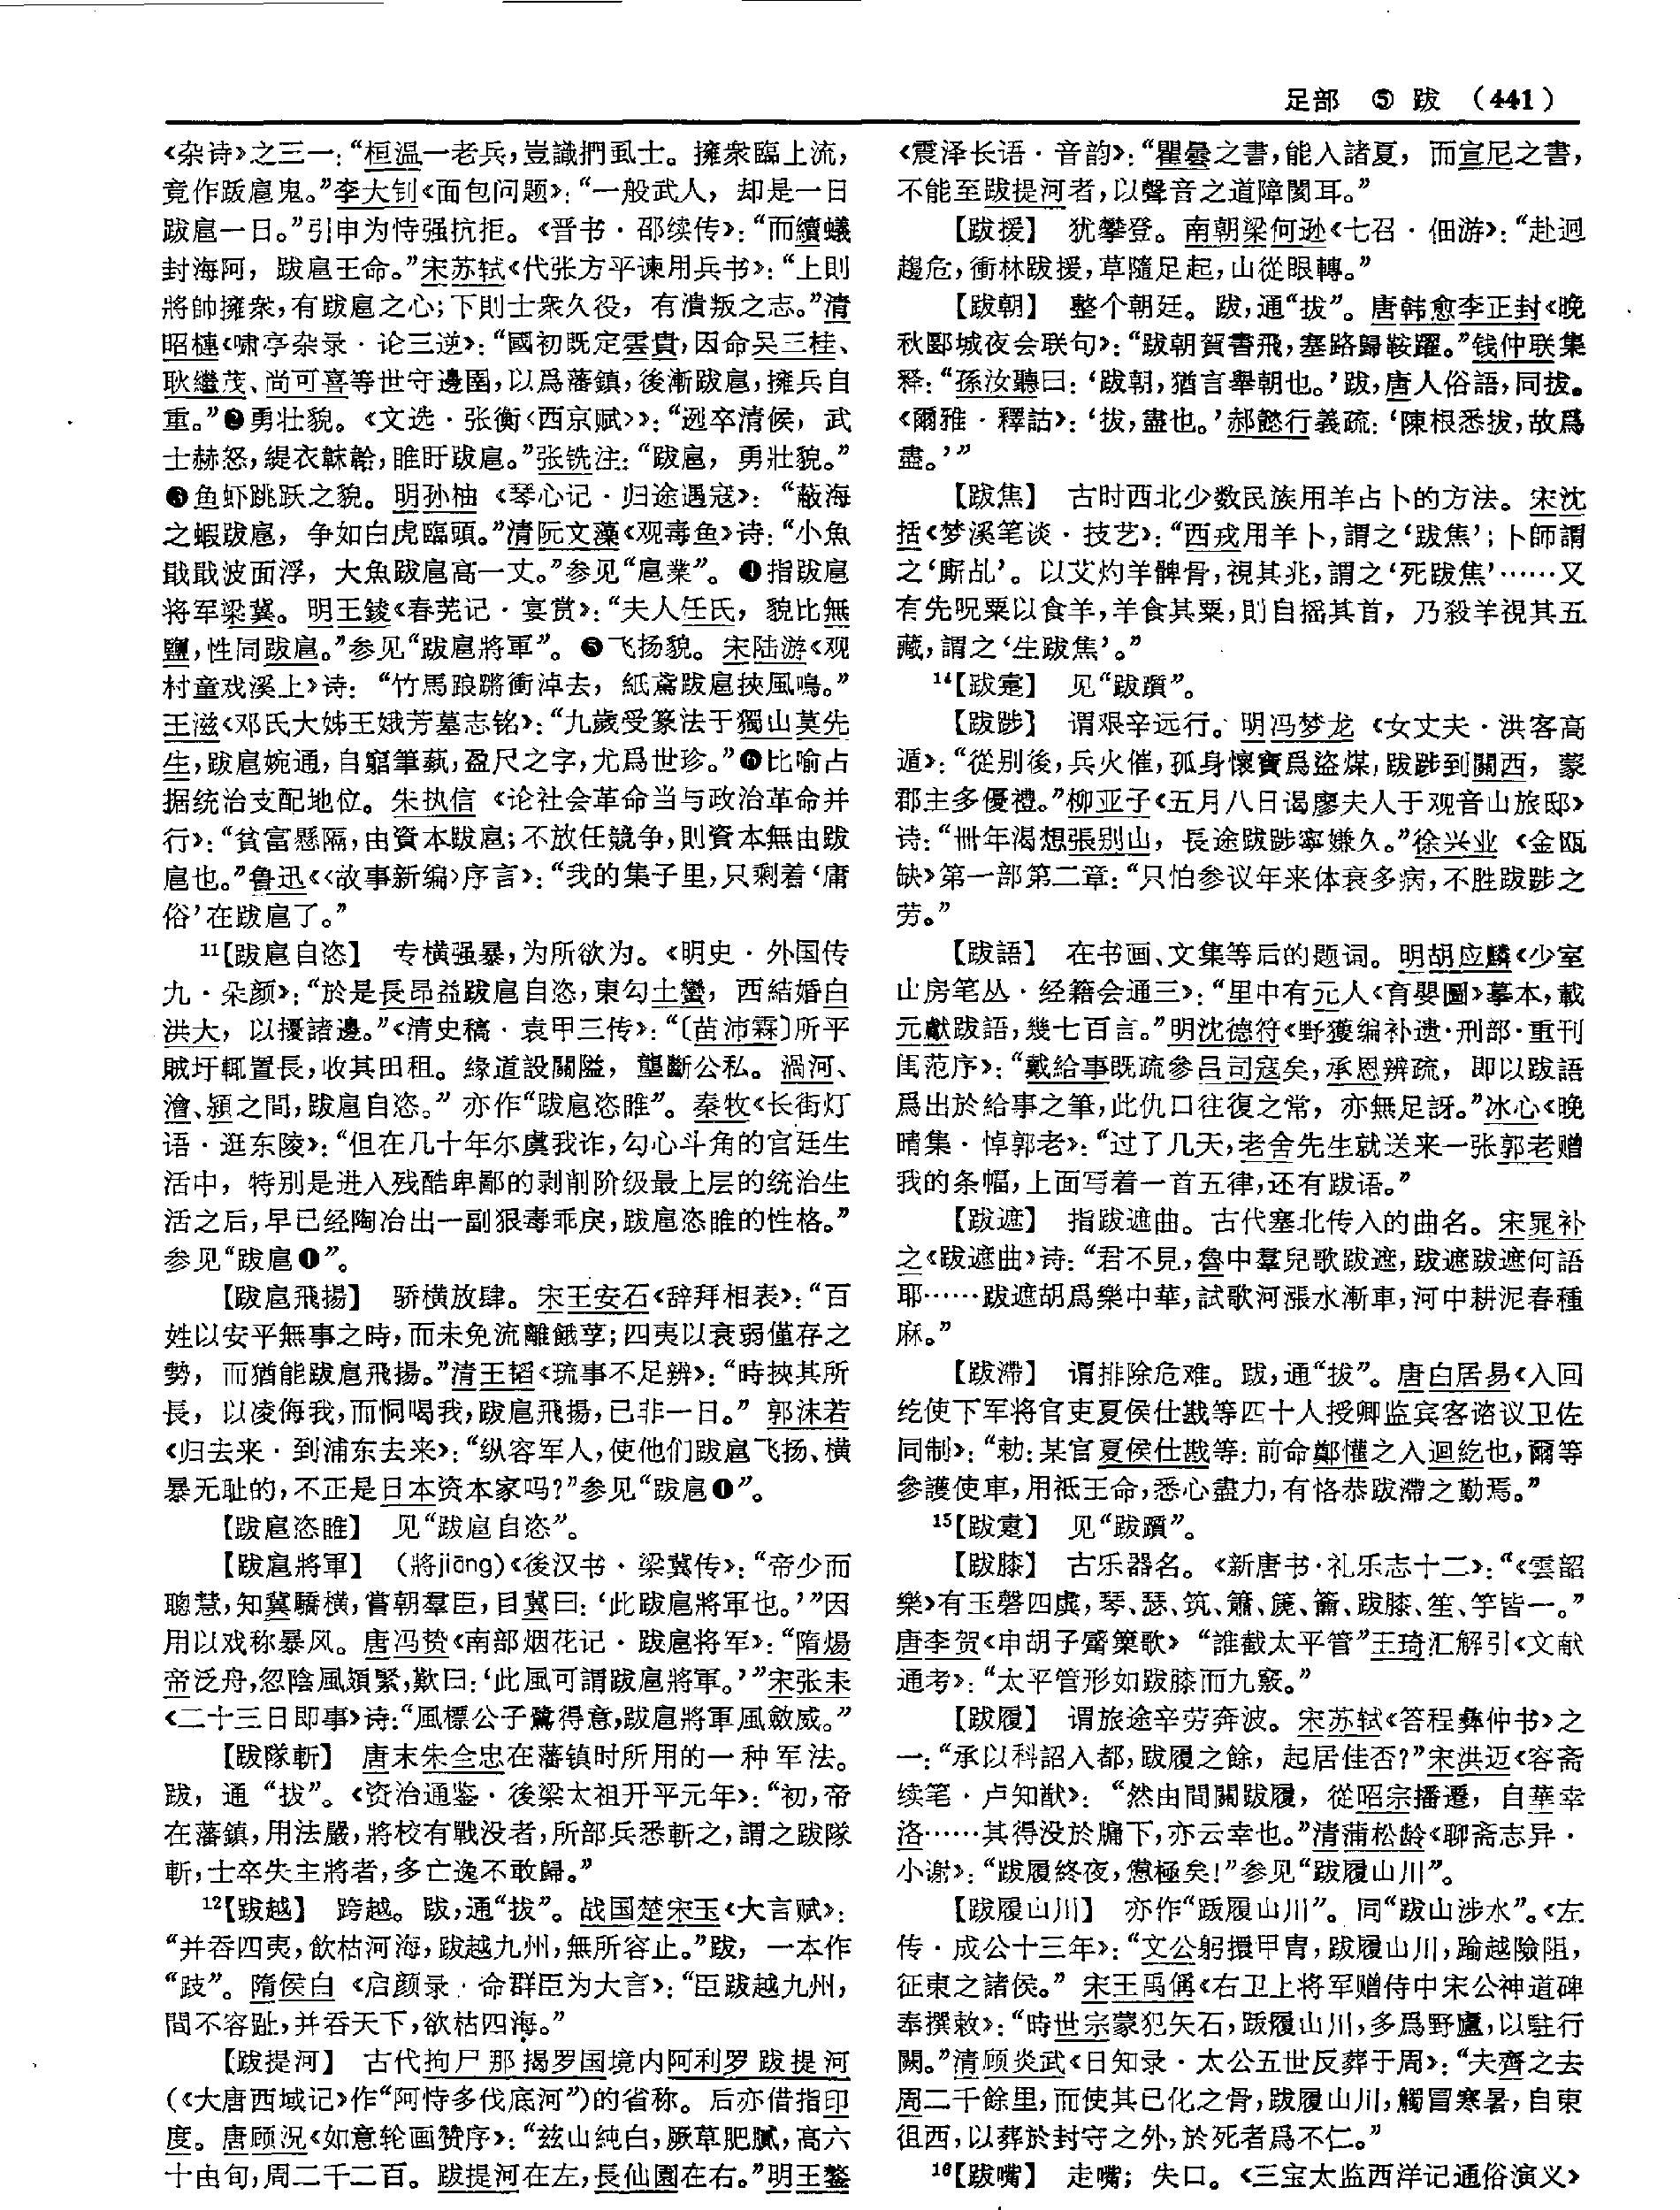 足部 ⑤ 跋 (441)
《杂诗》之三一：“桓温一老兵，豈識捫虱士。擁衆臨上流，
竟作跋扈鬼。”李大钊《面包问题》：“一般武人，却是一日
跋扈一日。”引申为恃强抗拒。《晋书·邵续传》：“而續蟻
封海阿，跋扈王命。”宋苏轼《代张方平谏用兵书》：“上則
將帥擁衆，有跋扈之心；下則士衆久役，有潰叛之志。”清
昭槤《啸亭杂录·论三逆》：“國初既定雲貴，因命吴三桂、
耿繼茂、尚可喜等世守邊圉，以爲藩鎮，後漸跋扈，擁兵自
重。”❷勇壮貌。《文选·张衡〈西京赋〉》：“迾卒清候，武
士赫怒，緹衣韎韐，睢盱跋扈。”张铣注：“跋扈，勇壯貌。”
❸鱼虾跳跃之貌。明孙柚《琴心记·归途遇寇》：“蔽海
之蝦跋扈，争如白虎臨頭。”清阮文藻《观毒鱼》诗：“小魚
戢戢波面浮，大魚跋扈高一丈。”参见“扈業”。❹指跋扈
将军梁冀。明王錂《春芜记·宴赏》：“夫人任氏，貌比無
鹽，性同跋扈。”参见“跋扈將軍”。❺飞扬貌。宋陆游《观
村童戏溪上》诗：“竹馬踉蹡衝淖去，紙鳶跋扈挾風鳴。”
王滋《邓氏大姊王娥芳墓志铭》：“九歲受篆法于獨山莫先
生，跋扈婉通，自窮筆蓺，盈尺之字，尤爲世珍。”❻比喻占
据统治支配地位。朱执信《论社会革命当与政治革命并
行》：“貧富懸隔，由資本跋扈；不放任競争，則資本無由跋
扈也。”鲁迅《〈故事新编〉序言》：“我的集子里，只剩着‘庸
俗’在跋扈了。”
11【跋扈自恣】 专横强暴，为所欲为。《明史·外国传
九·朵颜》：“於是長昂益跋扈自恣，東勾土蠻，西結婚白
洪大，以擾諸邊。”《清史稿·袁甲三传》：“〔苗沛霖〕所平
賊圩輒置長，收其田租。緣道設關隘，壟斷公私。渦河、
澮、潁之間，跋扈自恣。”亦作“跋扈恣睢”。秦牧《长街灯
语·逛东陵》：“但在几十年尔虞我诈，勾心斗角的宫廷生
活中，特别是进入残酷卑鄙的剥削阶级最上层的统治生
活之后，早已经陶冶出一副狠毒乖戾，跋扈恣睢的性格。”
参见“跋扈❶”。
【跋扈飛揚】 骄横放肆。宋王安石《辞拜相表》：“百
姓以安平無事之時，而未免流離餓莩；四夷以衰弱僅存之
勢，而猶能跋扈飛揚。”清王韬《琉事不足辨》：“時挾其所
長，以凌侮我，而恫喝我，跋扈飛揚，已非一日。”郭沫若
《归去来·到浦东去来》：“纵容军人，使他们跋扈飞扬、横
暴无耻的，不正是日本资本家吗？”参见“跋扈❶”。
【跋扈恣睢】 见“跋扈自恣”。
【跋扈將軍】 （將jiāng）《後汉书·梁冀传》：“帝少而
聰慧，知冀驕橫，嘗朝羣臣，目冀曰：‘此跋扈將軍也。’”因
用以戏称暴风。唐冯贽《南部烟花记·跋扈将军》：“隋煬
帝泛舟，忽陰風頞緊，歎曰：‘此風可謂跋扈將軍。’”宋张耒
《二十三日即事》诗：“風標公子鷺得意，跋扈將軍風斂威。”
【跋隊斬】 唐末朱全忠在藩镇时所用的一种军法。
跋，通“拔”。《资治通鉴·後梁太祖开平元年》：“初，帝
在藩鎮，用法嚴，將校有戰没者，所部兵悉斬之，謂之跋隊
斬，士卒失主將者，多亡逸不敢歸。”
12【跋越】 跨越。跋，通“拔”。战国楚宋玉《大言赋》：
“并吞四夷，飲枯河海，跋越九州，無所容止。”跋，一本作
“跂”。隋侯白《启颜录·命群臣为大言》：“臣跋越九州，
間不容趾，并吞天下，欲枯四海。”
【跋提河】 古代拘尸那揭罗国境内阿利罗跋提河
（《大唐西域记》作“阿恃多伐底河”）的省称。后亦借指印
度。唐顾况《如意轮画赞序》：“兹山純白，厥草肥膩，高六
十由旬，周二千二百。跋提河在左，長仙園在右。”明王鏊
《震泽长语·音韵》：“瞿曇之書，能入諸夏，而宣尼之書，
不能至跋提河者，以聲音之道障閡耳。”
【跋援】 犹攀登。南朝梁何逊《七召·佃游》：“赴迥
趨危，衝林跋援，草隨足起，山從眼轉。”
【跋朝】 整个朝廷。跋，通“拔”。唐韩愈李正封《晚
秋郾城夜会联句》：“跋朝賀書飛，塞路歸鞍躍。”钱仲联集
释：“孫汝聽曰：‘跋朝，猶言舉朝也。’跋，唐人俗語，同拔。
《爾雅·釋詁》：‘拔，盡也。’郝懿行義疏：‘陳根悉拔，故爲
盡。’”
【跋焦】 古时西北少数民族用羊占卜的方法。宋沈
括《梦溪笔谈·技艺》：“西戎用羊卜，謂之‘跋焦’；卜師謂
之‘廝乩’。以艾灼羊髀骨，視其兆，謂之‘死跋焦’……又
有先呪粟以食羊，羊食其粟，則自摇其首，乃殺羊視其五
藏，謂之‘生跋焦’。”
14【跋疐】 见“跋躓”。
【跋踄】 谓艰辛远行。明冯梦龙《女丈夫·洪客高
遁》：“從别後，兵火催，孤身懷寶爲盗媒，跋踄到關西，蒙
郡主多優禮。”柳亚子《五月八日谒廖夫人于观音山旅邸》
诗：“卌年渴想張别山，長途跋踄寧嫌久。”徐兴业《金瓯
缺》第一部第二章：“只怕参议年来体衰多病，不胜跋踄之
劳。”
【跋語】 在书画、文集等后的题词。明胡应麟《少室
山房笔丛·经籍会通三》：“里中有元人《育嬰圖》摹本，載
元獻跋語，幾七百言。”明沈德符《野獲编补遗·刑部·重刊
闺范序》：“戴給事既疏參吕司寇矣，承恩辨疏，即以跋語
爲出於給事之筆，此仇口往復之常，亦無足訝。”冰心《晚
晴集·悼郭老》：“过了几天，老舍先生就送来一张郭老赠
我的条幅，上面写着一首五律，还有跋语。”
【跋遮】 指跋遮曲。古代塞北传入的曲名。宋晁补
之《跋遮曲》诗：“君不見，魯中羣兒歌跋遮，跋遮跋遮何語
耶……跋遮胡爲樂中華，試歌河漲水漸車，河中耕泥春種
麻。”
【跋滯】 谓排除危难。跋，通“拔”。唐白居易《入回
纥使下军将官吏夏侯仕戡等四十人授卿监宾客谘议卫佐
同制》：“勅：某官夏侯仕戡等：前命鄭權之入迴紇也，爾等
參護使車，用祗王命，悉心盡力，有恪恭跋滯之勤焉。”
15【跋躓】 见“跋躓”。
【跋膝】 古乐器名。《新唐书·礼乐志十二》：“《雲韶
樂》有玉磬四虡，琴、瑟、筑、簫、篪、籥、跋膝、笙、竽皆一。”
唐李贺《申胡子觱篥歌》“誰截太平管”王琦汇解引《文献
通考》：“太平管形如跋膝而九竅。”
【跋履】 谓旅途辛劳奔波。宋苏轼《答程彝仲书》之
一：“承以科詔入都，跋履之餘，起居佳否？”宋洪迈《容斋
续笔·卢知猷》：“然由間關跋履，從昭宗播遷，自華幸
洛……其得没於牖下，亦云幸也。”清蒲松龄《聊斋志异·
小谢》：“跋履終夜，憊極矣！”参见“跋履山川”。
【跋履山川】 亦作“跋履山川”。同“跋山涉水”。《左
传·成公十三年》：“文公躬擐甲胄，跋履山川，踰越險阻，
征東之諸侯。”宋王禹偁《右卫上将军赠侍中宋公神道碑
奉撰敕》：“時世宗蒙犯矢石，跋履山川，多爲野廬，以駐行
闕。”清顾炎武《日知录·太公五世反葬于周》：“夫齊之去
周二千餘里，而使其已化之骨，跋履山川，觸冒寒暑，自東
徂西，以葬於封守之外，於死者爲不仁。”
16【跋嘴】 走嘴；失口。《三宝太监西洋记通俗演义》